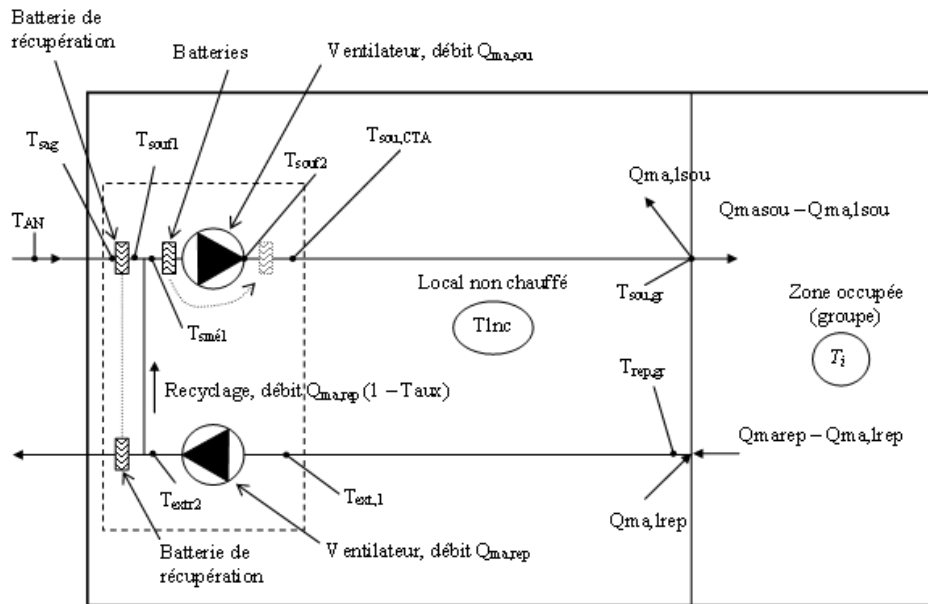 Batterie de
récupération
Batteries
Ventilateur, débit Qma,sou
Tsag
Tsouf1
Tsouf2
Tsou,CTA
Qma,lsou
Qmasou – Qma,lsou
TAN
Local non chauffé
Tlnc
Tsou,gr
Zone occupée
(groupe)
Ti
Tsmél
Trep,gr
Recyclage, débit Qma,rep (1 – Taux)
Qmarep – Qma,lrep
Textr2
Text,1
Qma,lrep
Batterie de
récupération
Ventilateur, débit Qma,rep